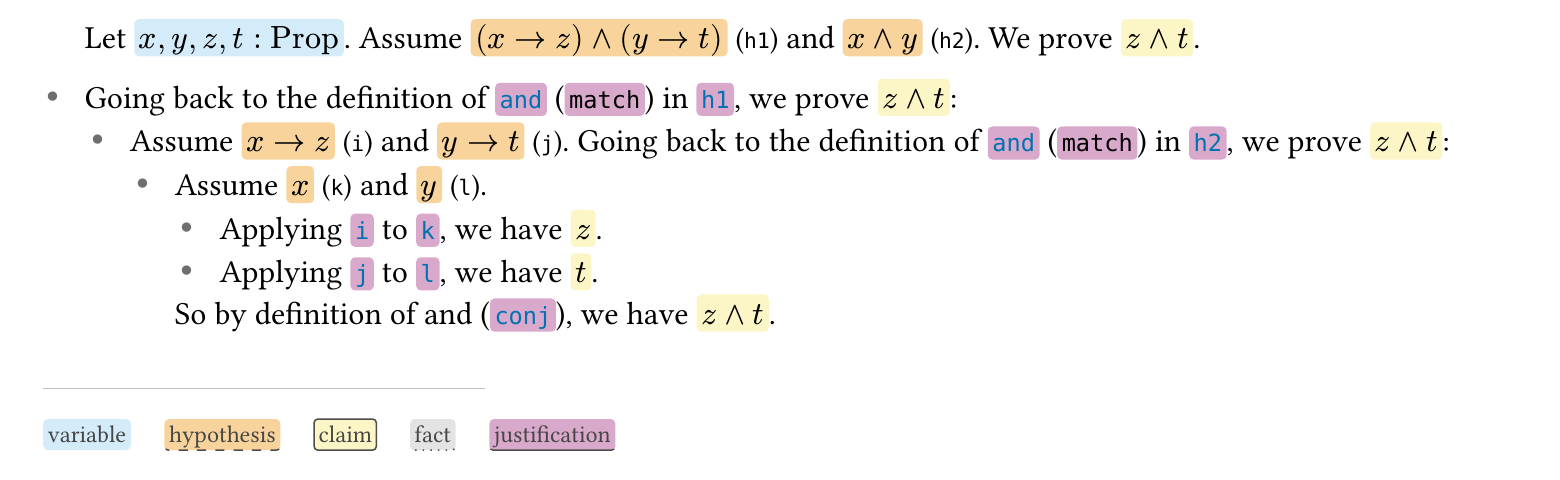 Let x, y, z, t : Prop. Assume (x → z) ∧ (y → t) (h1) and x ∧ y (h2). We prove z ∧ t.
• Going back to the definition of and (match) in h1, we prove z ∧ t:
• Assume x → z (i) and y → t (j). Going back to the definition of and (match) in h2, we prove z ∧ t:
• Assume x (k) and y (l).
• Applying i to k, we have z.
• Applying j to l, we have t.
So by definition of and (conj), we have z ∧ t.
variable hypothesis claim fact justification